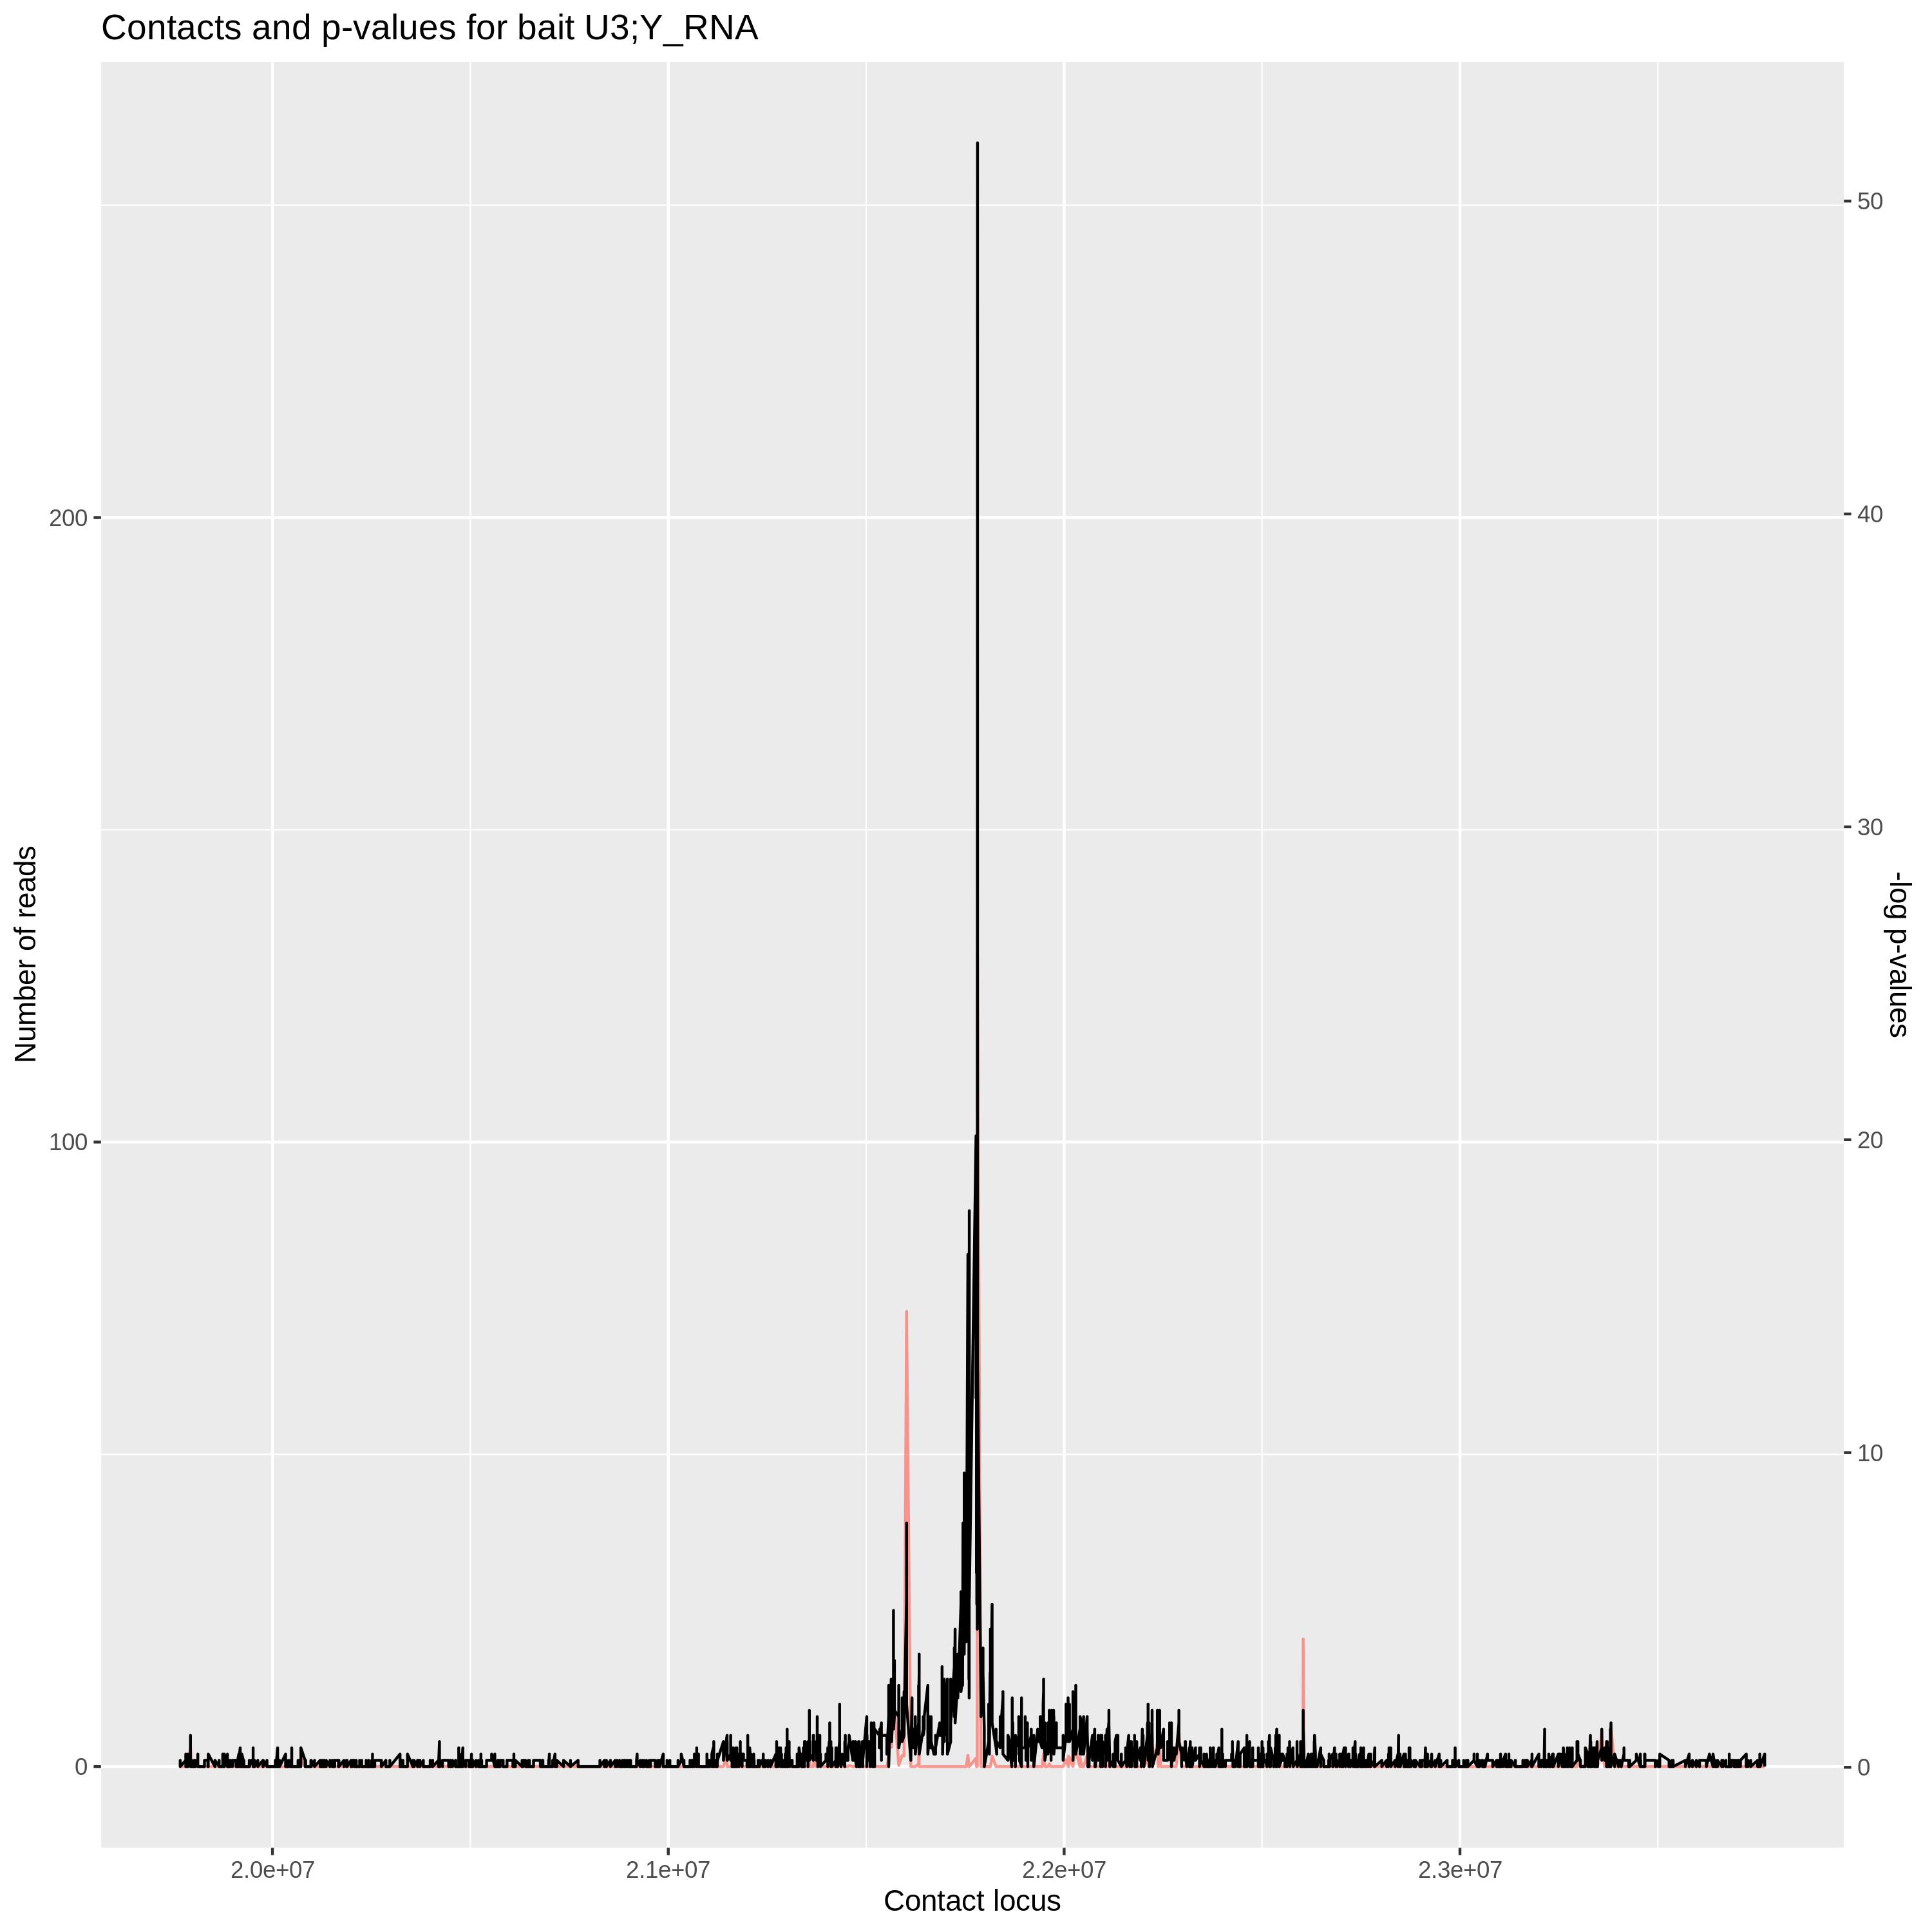 Contacts and p-values for bait U3;Y_RNA
Number of reads
200
100
0
50
40
30
20
10
0
-log p-values
2.0e+07 2.1e+07 2.2e+07 2.3e+07
Contact locus